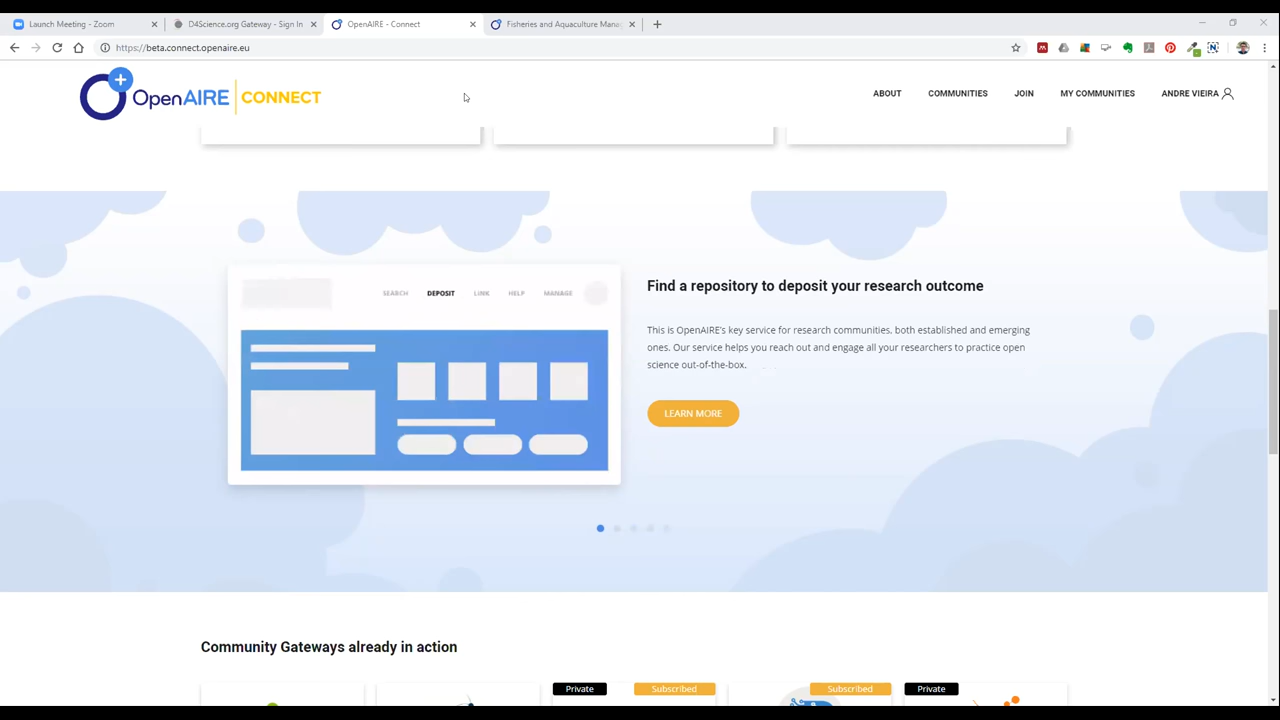 Launch Meeting - Zoom
D4Science.org Gateway - Sign In
OpenAIRE - Connect
Fisheries and Aquaculture Mana
https://beta.connect.openaire.eu
OpenAIRE CONNECT
ABOUT
COMMUNITIES
JOIN
MY COMMUNITIES
ANDRE VIEIRA
SEARCH
DEPOSIT
LINK
HELP
MANAGE
Find a repository to deposit your research outcome
This is OpenAIRE's key service for research communities, both established and emerging
ones. Our service helps you reach out and engage all your researchers to practice open
science out-of-the-box.
LEARN MORE
Community Gateways already in action
Private
Subscribed
Subscribed
Private